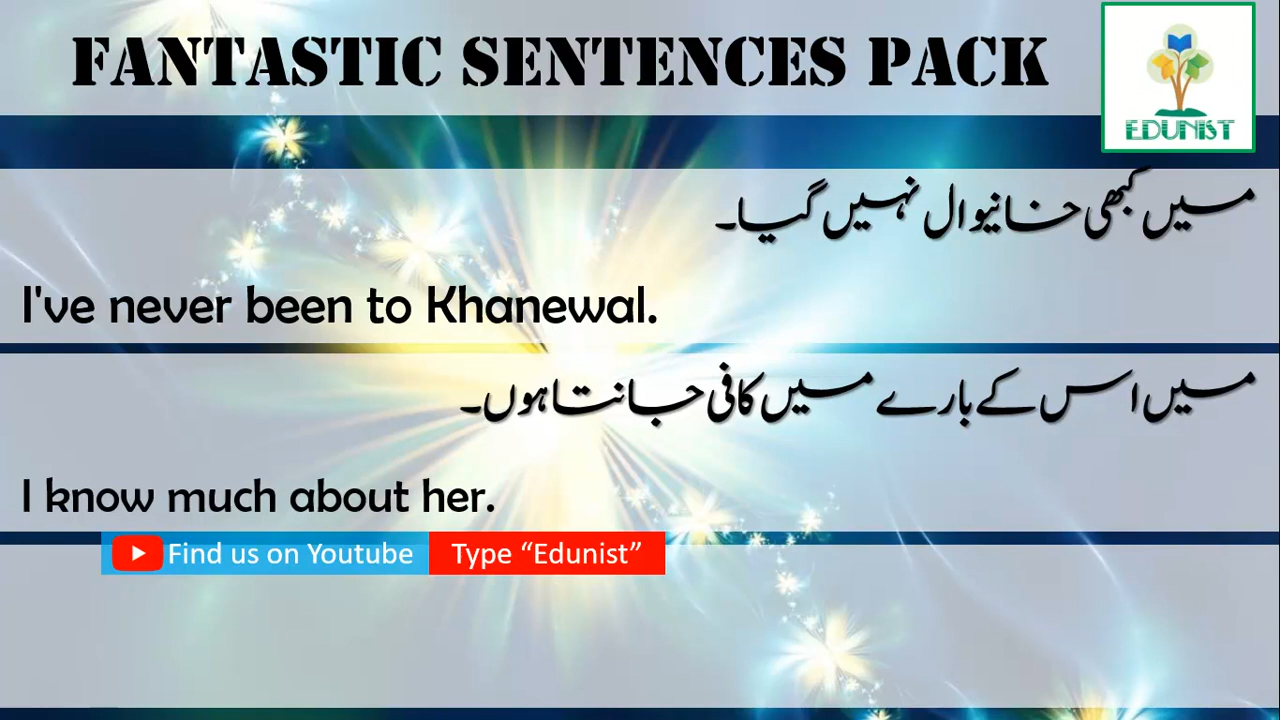 FANTASTIC SENTENCES PACK
EDUNIST
میں کبھی خانیوال نہیں گیا۔
I've never been to Khanewal.
میں اس کے بارے میں کافی جانتا ہوں۔
I know much about her.
Find us on Youtube Type “Edunist”